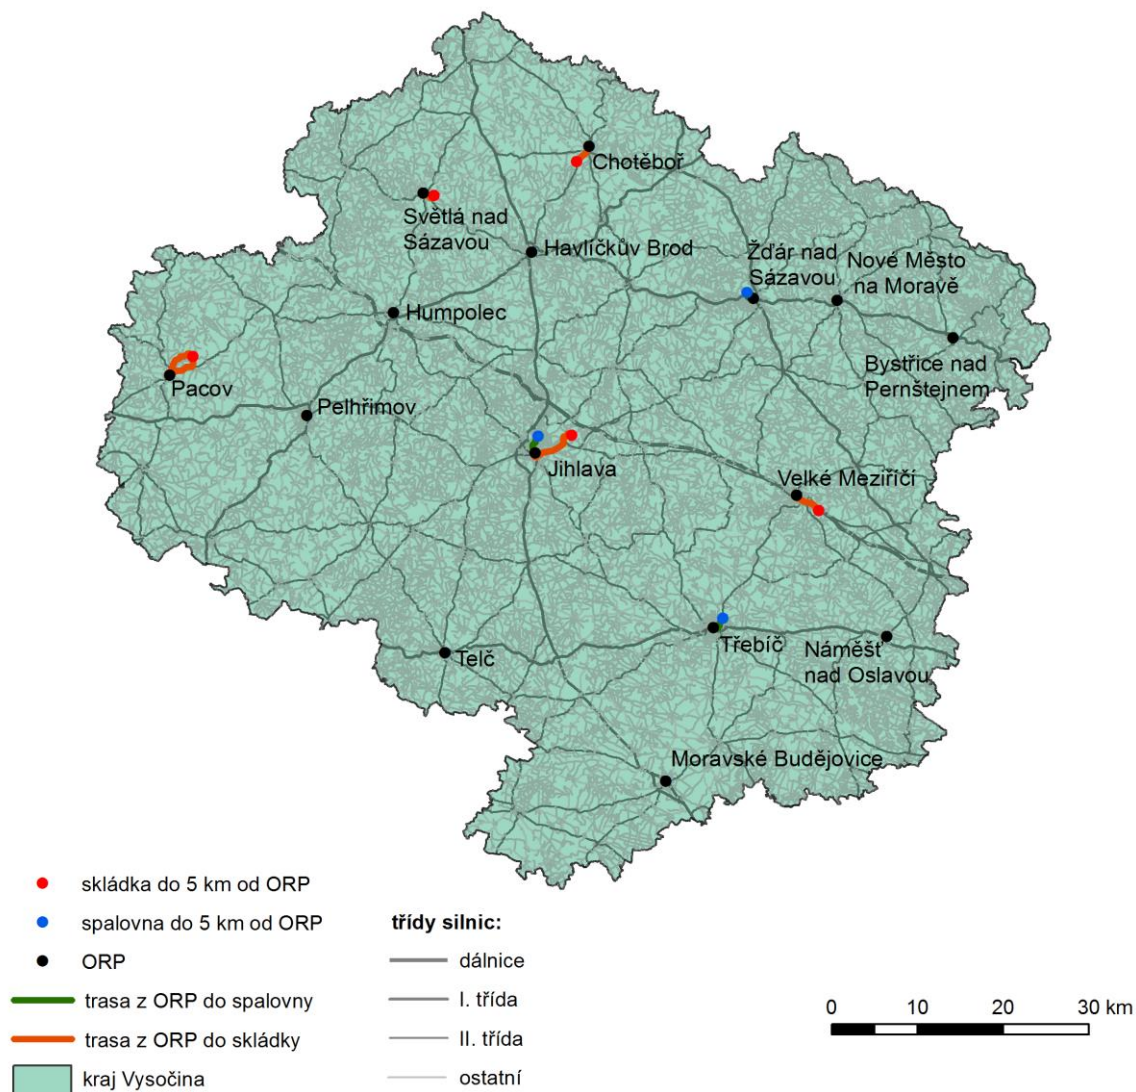 Chotěboř
Světlá nad
Sázavou
Havlíčkův Brod
Žďár nad
Sázavou
Nové Město
na Moravě
Humpolec
Bystřice nad
Pernštejnem
Pacov
Pelhřimov
Jihlava
Velké Meziříčí
Třebíč
Náměšť
nad Oslavou
Telč
Moravské Budějovice
skládka do 5 km od ORP
spalovna do 5 km od ORP
ORP
trasa z ORP do spalovny
trasa z ORP do skládky
kraj Vysočina
třídy silnic:
dálnice
I. třída
II. třída
ostatní
0 10 20 30 km